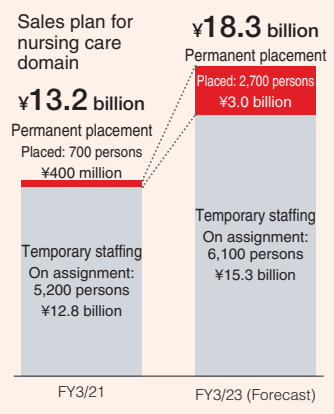 Sales plan for
nursing care
domain
¥13.2 billion
Permanent placement
Placed: 700 persons
¥400 million
Temporary staffing
On assignment:
5,200 persons
¥12.8 billion
FY3/21
¥18.3 billion
Permanent placement
Placed: 2,700 persons
¥3.0 billion
Temporary staffing
On assignment:
6,100 persons
¥15.3 billion
FY3/23 (Forecast)